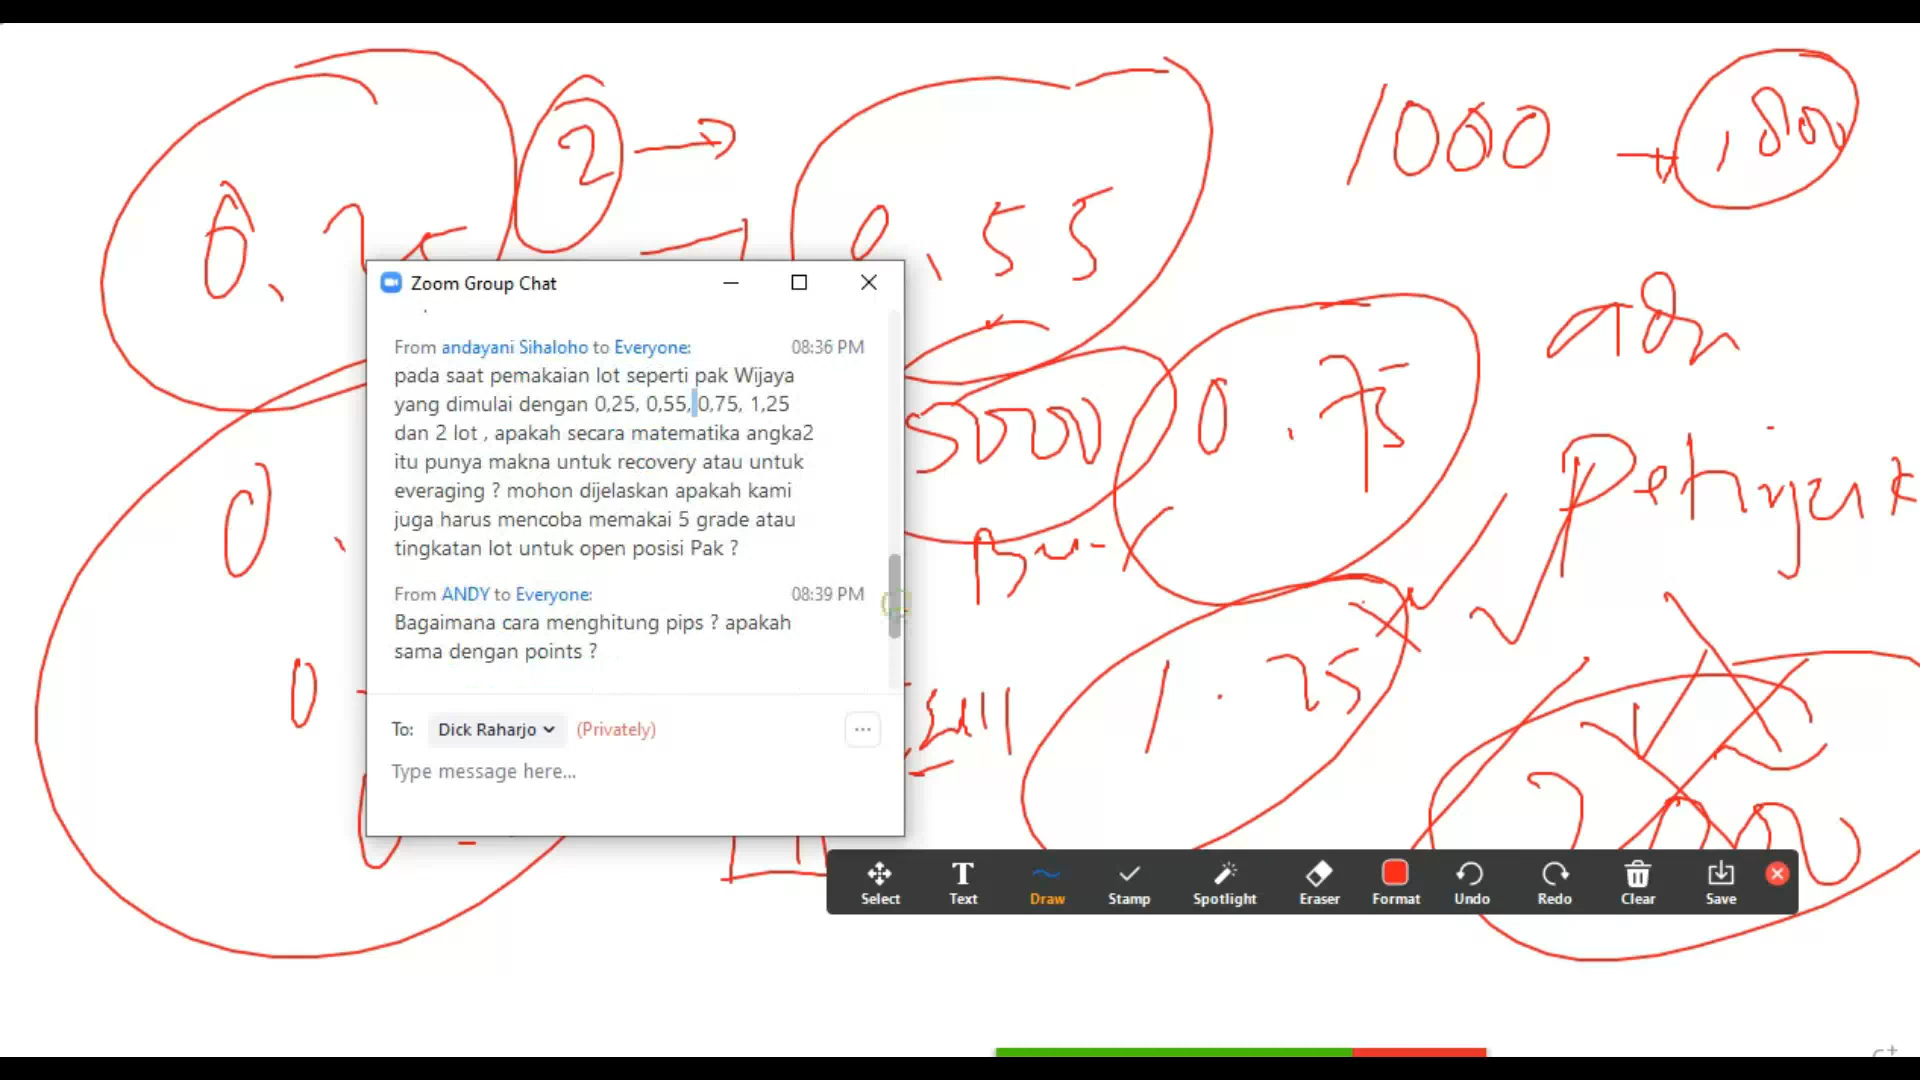 2
1000
,800
0.25
0,55
Zoom Group Chat
From andayani Sihaloho to Everyone: 08:36 PM
pada saat pemakaian lot seperti pak Wijaya
yang dimulai dengan 0,25, 0,55, 0,75, 1,25
dan 2 lot , apakah secara matematika angka2
itu punya makna untuk recovery atau untuk
everaging ? mohon dijelaskan apakah kami
juga harus mencoba memakai 5 grade atau
tingkatan lot untuk open posisi Pak ?
From ANDY to Everyone: 08:39 PM
Bagaimana cara menghitung pips ? apakah
sama dengan points ?
To: Dick Raharjo (Privately)
Type message here...
5000
0.75
0
0
Sell
1.25
Select
Text
Draw
Stamp
Spotlight
Eraser
Format
Undo
Redo
Clear
Save